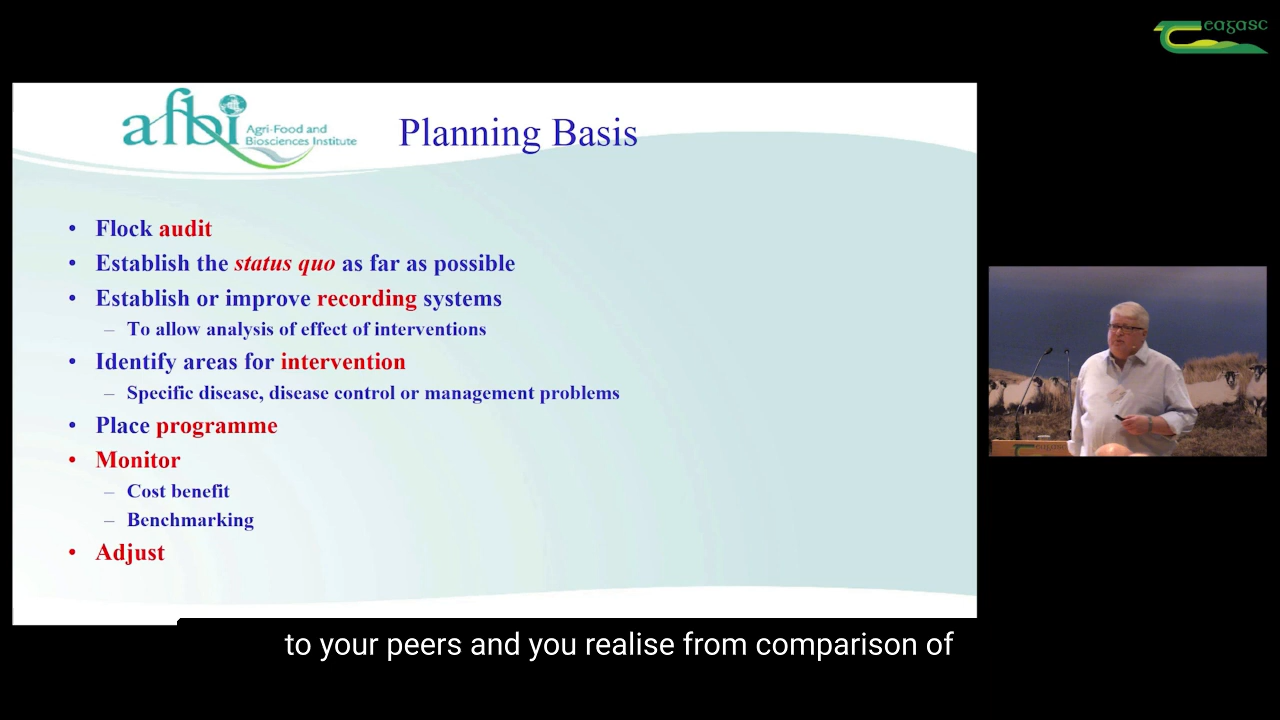 eagasc
afbi
Agri-Food and
Biosciences Institute
Planning Basis
• Flock audit
• Establish the status quo as far as possible
• Establish or improve recording systems
– To allow analysis of effect of interventions
• Identify areas for intervention
– Specific disease, disease control or management problems
• Place programme
• Monitor
– Cost benefit
– Benchmarking
• Adjust
eagasc
to your peers and you realise from comparison of